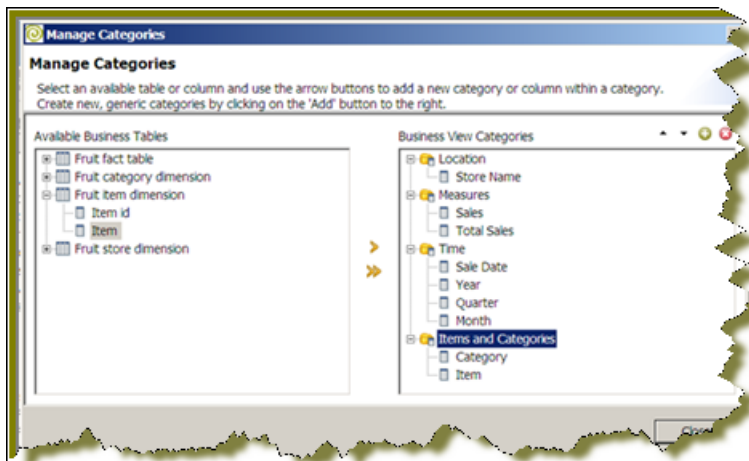 Manage Categories
Manage Categories
Select an available table or column and use the arrow buttons to add a new category or column within a category.
Create new, generic categories by clicking on the 'Add' button to the right.
Available Business Tables
Fruit fact table
Fruit category dimension
Fruit item dimension
Item id
Item
Fruit store dimension
Business View Categories
Location
Store Name
Measures
Sales
Total Sales
Time
Sale Date
Year
Quarter
Month
Items and Categories
Category
Item